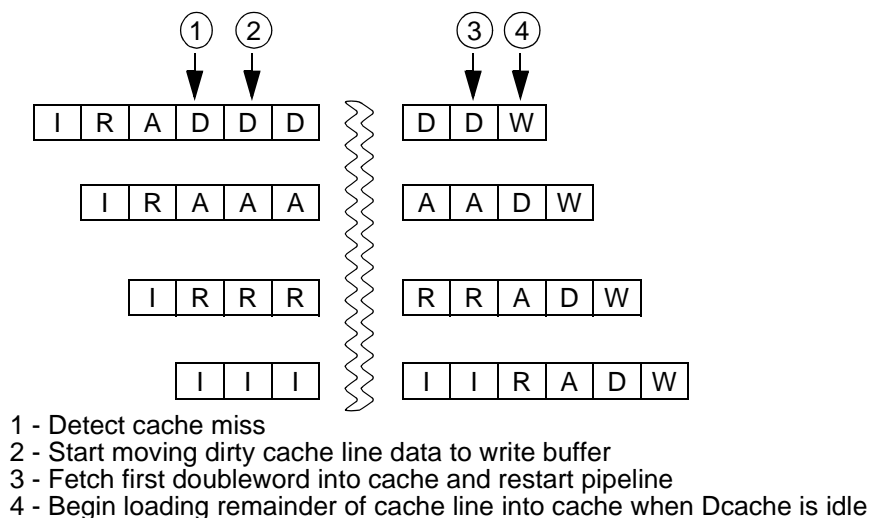 1 2 3 4
I R A D D D D D W
I R A A A A A D W
I R R R R R A D W
I I I I I R A D W
1 - Detect cache miss
2 - Start moving dirty cache line data to write buffer
3 - Fetch first doubleword into cache and restart pipeline
4 - Begin loading remainder of cache line into cache when Dcache is idle